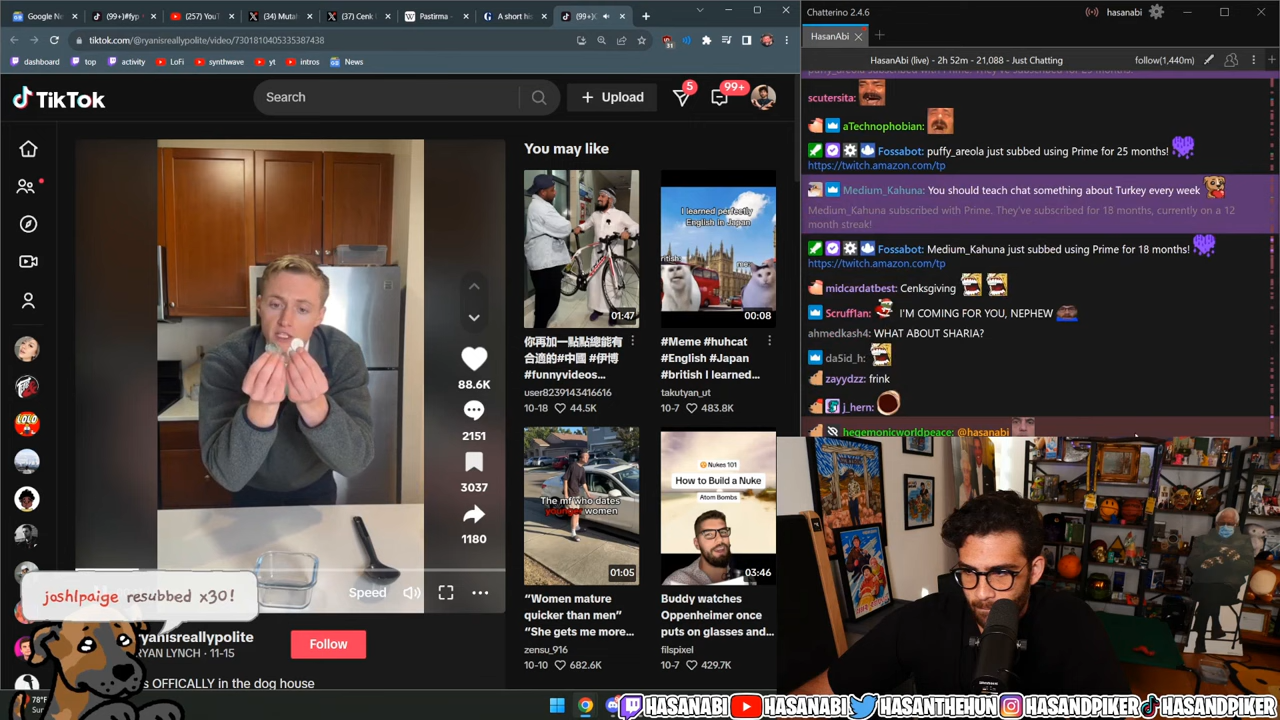 Google Ne
(99+)#fyp
(257) YouT
(34) Mutal
(37) Cenk
Pastirma -
A short hi
(99+)
tiktok.com/@ryanisreallypolite/video/7301810405335387438
dashboard
top
activity
LoFi
synthwave
yt
intros
News
TikTok
Search
Upload
5
99+
88.6K
2151
3037
1180
Speed
joshlpaige resubbed x30!
ryanisreallypolite
RYAN LYNCH · 11-15
Follow
s OFFICALLY in the dog house
78°F
Sun
You may like
01:47
你再加一點點總能有
合適的#中國 #伊博
#funnyvideos...
user8239143416616
10-18 44.5K
I learned perfectly
English in Japan
00:08
#Meme #huhcat
#English #Japan
#british I learned...
takutyan_ut
10-7 483.8K
The mf who dates
younger women
01:05
“Women mature
quicker than men”
“She gets me more...
zensu_916
10-10 682.6K
Nukes 101
How to Build a Nuke
Atom Bombs
03:46
Buddy watches
Oppenheimer once
puts on glasses and...
filspixel
10-7 429.7K
Chatterino 2.4.6
hasanabi
HasanAbi
HasanAbi (live) - 2h 52m - 21,088 - Just Chatting
follow(1,440m)
scutersita:
aTechnophobian:
Fossabot: puffy_areola just subbed using Prime for 25 months!
https://twitch.amazon.com/tp
Medium_Kahuna: You should teach chat something about Turkey every week
Medium_Kahuna subscribed with Prime. They've subscribed for 18 months, currently on a 12
month streak!
Fossabot: Medium_Kahuna just subbed using Prime for 18 months!
https://twitch.amazon.com/tp
midcardatbest: Cenksgiving
Scruff1an: I'M COMING FOR YOU, NEPHEW
ahmedkash4: WHAT ABOUT SHARIA?
da5id_h:
zayydzz: frink
j_hern:
hegemonicworldpeace: @hasanabi
HASANABI
HASANABI
HASANTHEHUN
HASANDPIKER
HASANDPIKER